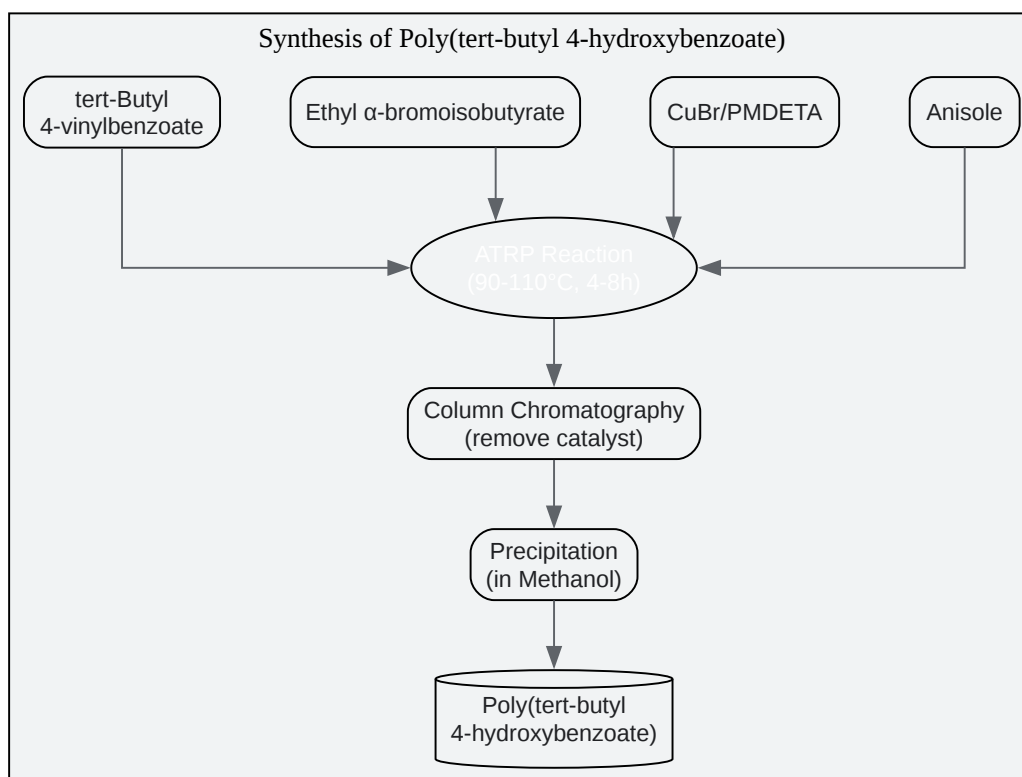 Synthesis of Poly(tert-butyl 4-hydroxybenzoate)
tert-Butyl
4-vinylbenzoate
Ethyl α-bromoisobutyrate
CuBr/PMDETA
Anisole
ATRP Reaction
(90-110°C, 4-8h)
Column Chromatography
(remove catalyst)
Precipitation
(in Methanol)
Poly(tert-butyl
4-hydroxybenzoate)